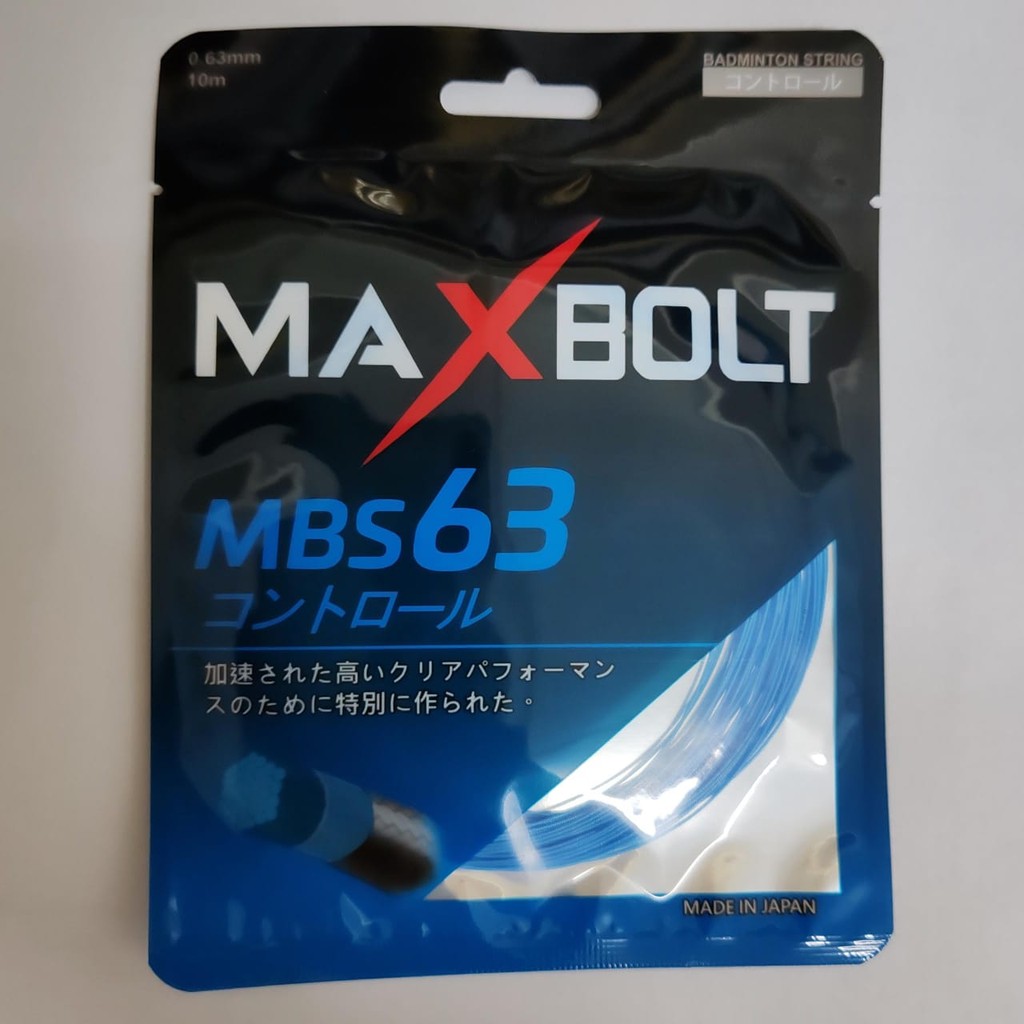 0.63mm
10m
BADMINTON STRING
コントロール
MAXBOLT
MBS63
コントロール
加速された高いクリアパフォーマン
スのために特別に作られた。
MADE IN JAPAN